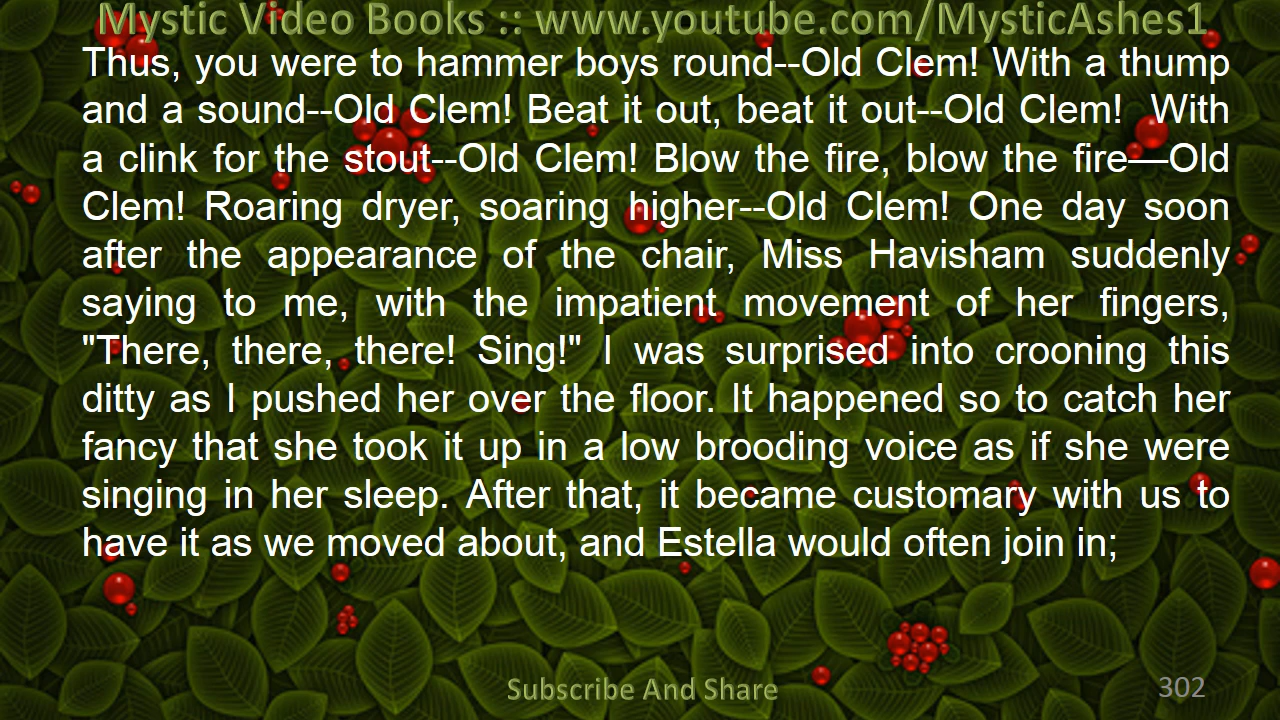 Mystic Video Books :: www.youtube.com/MysticAshes1
Thus, you were to hammer boys round--Old Clem! With a thump
and a sound--Old Clem! Beat it out, beat it out--Old Clem!  With
a clink for the stout--Old Clem! Blow the fire, blow the fire—Old
Clem! Roaring dryer, soaring higher--Old Clem! One day soon
after the appearance of the chair, Miss Havisham suddenly
saying to me, with the impatient movement of her fingers,
"There, there, there! Sing!" I was surprised into crooning this
ditty as I pushed her over the floor. It happened so to catch her
fancy that she took it up in a low brooding voice as if she were
singing in her sleep. After that, it became customary with us to
have it as we moved about, and Estella would often join in;
Subscribe And Share
302